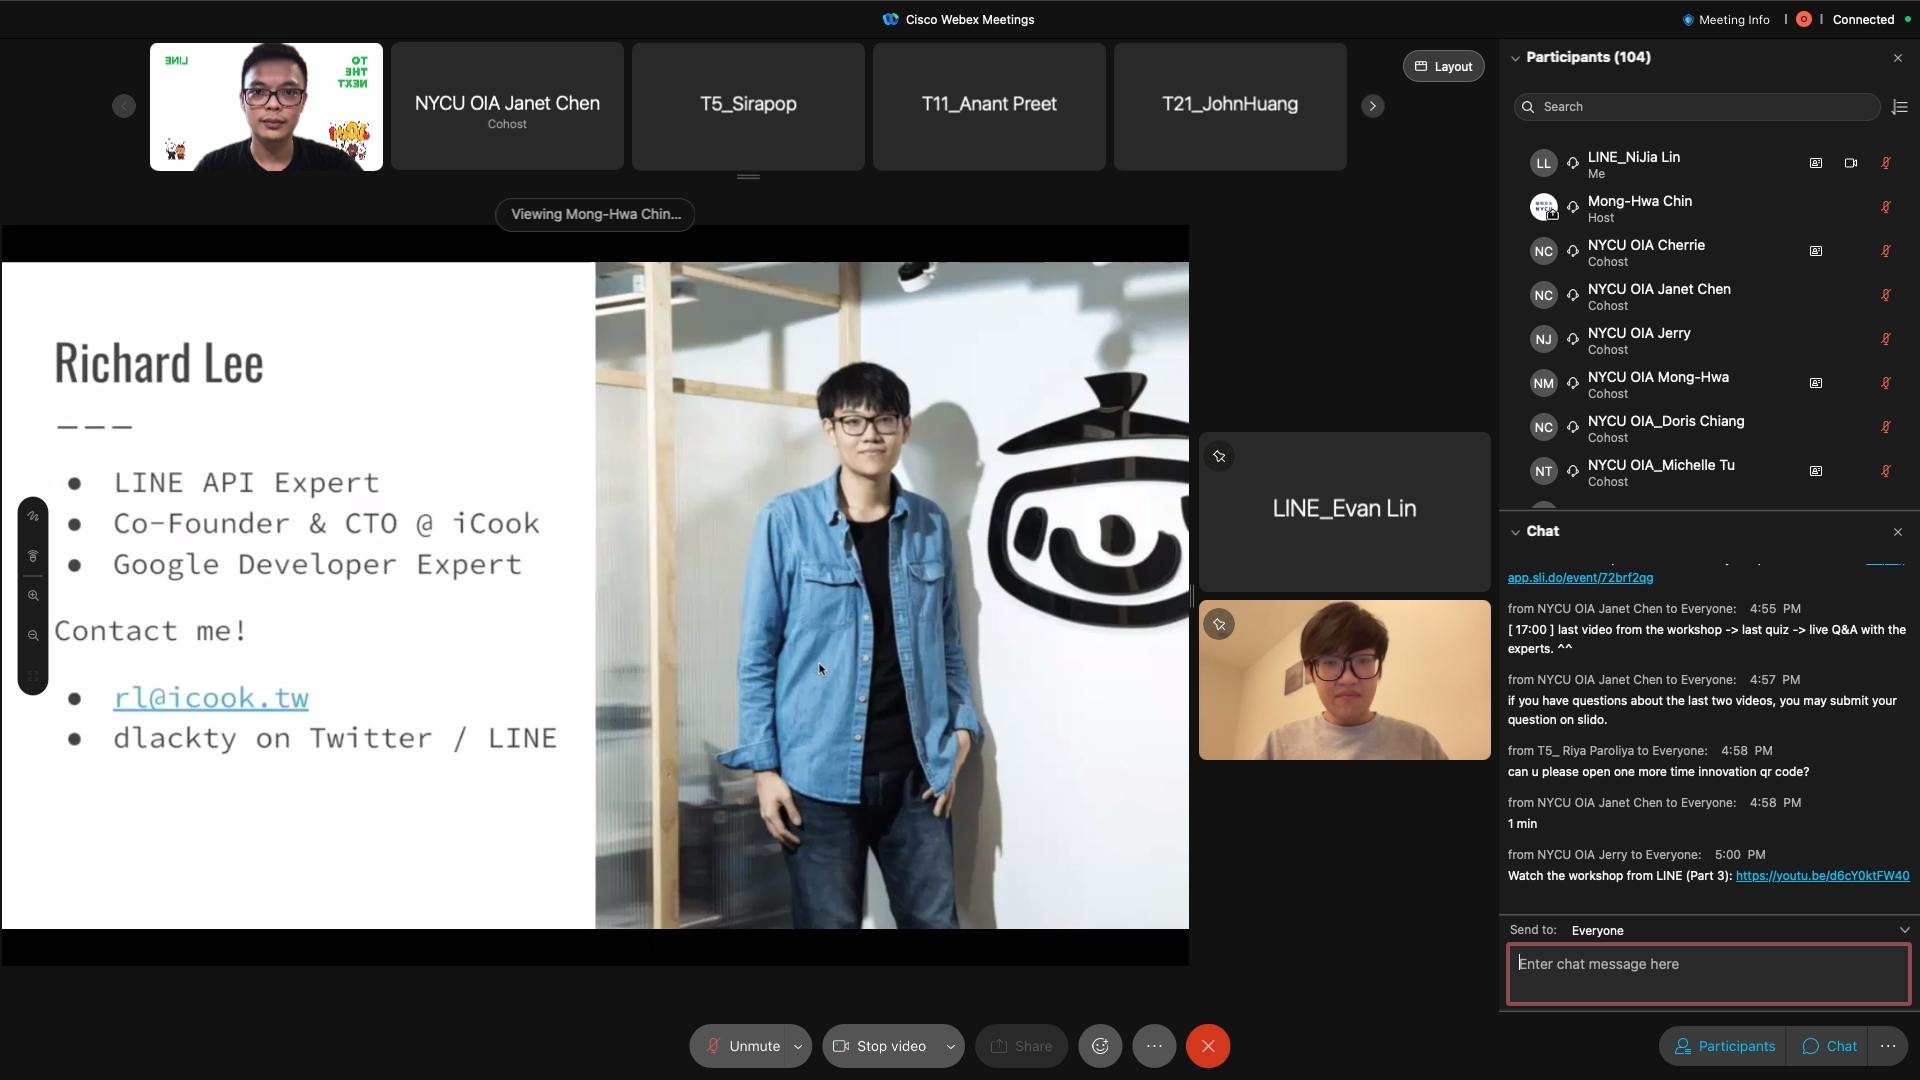 Cisco Webex Meetings
Meeting Info
Connected
LINE
TO
THE
NEXT
NYCU OIA Janet Chen
Cohost
T5_Sirapop
T11_Anant Preet
T21_JohnHuang
Layout
Viewing Mong-Hwa Chin...
Richard Lee
LINE API Expert
Co-Founder & CTO @ iCook
Google Developer Expert
Contact me!
rl@icook.tw
dlackty on Twitter / LINE
LINE_Evan Lin
Participants (104)
Search
LL
LINE_NiJia Lin
Me
Mong-Hwa Chin
Host
NC
NYCU OIA Cherrie
Cohost
NC
NYCU OIA Janet Chen
Cohost
NJ
NYCU OIA Jerry
Cohost
NM
NYCU OIA Mong-Hwa
Cohost
NC
NYCU OIA_Doris Chiang
Cohost
NT
NYCU OIA_Michelle Tu
Cohost
Chat
app.sli.do/event/72brf2qg
from NYCU OIA Janet Chen to Everyone: 4:55 PM
[ 17:00 ] last video from the workshop -> last quiz -> live Q&A with the
experts. ^^
from NYCU OIA Janet Chen to Everyone: 4:57 PM
if you have questions about the last two videos, you may submit your
question on slido.
from T5_ Riya Paroliya to Everyone: 4:58 PM
can u please open one more time innovation qr code?
from NYCU OIA Janet Chen to Everyone: 4:58 PM
1 min
from NYCU OIA Jerry to Everyone: 5:00 PM
Watch the workshop from LINE (Part 3): https://youtu.be/d6cY0ktFW40
Send to: Everyone
Enter chat message here
Unmute
Stop video
Share
Participants
Chat